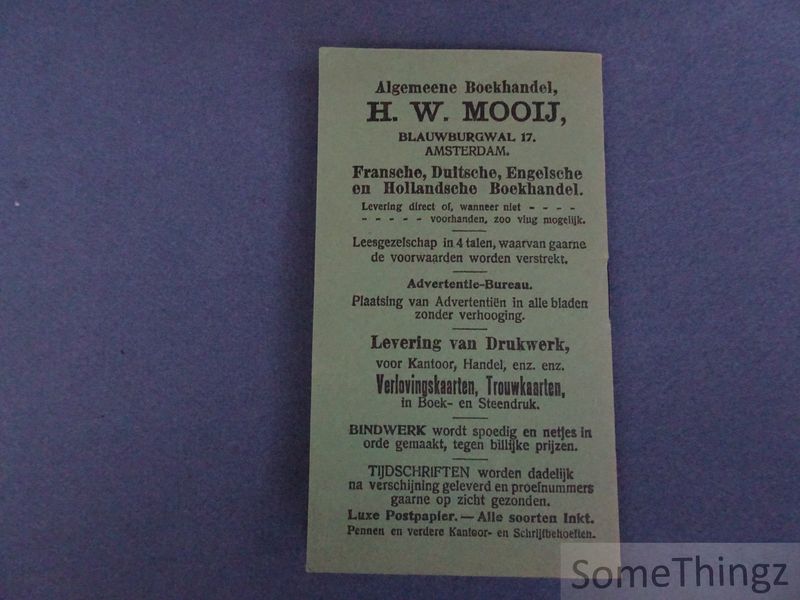 Algemeene Boekhandel,
H. W. MOOIJ,
BLAUWBURGWAL 17.
AMSTERDAM.
Fransche, Duitsche, Engelsche
en Hollandsche Boekhandel.
Levering direct of, wanneer niet - - - -
- - - - - voorhanden, zoo vlug mogelijk.
Leesgezelschap in 4 talen, waarvan gaarne
de voorwaarden worden verstrekt.
Advertentie-Bureau.
Plaatsing van Advertentiën in alle bladen
zonder verhooging.
Levering van Drukwerk,
voor Kantoor, Handel, enz. enz.
Verlovingskaarten, Trouwkaarten,
in Boek- en Steendruk.
BINDWERK wordt spoedig en netjes in
orde gemaakt, tegen billijke prijzen.
TIJDSCHRIFTEN worden dadelijk
na verschijning geleverd en proefnummers
gaarne op zicht gezonden.
Luxe Postpapier. — Alle soorten Inkt.
Pennen en verdere Kantoor- en Schrijfbehoeften.
SomeThingz